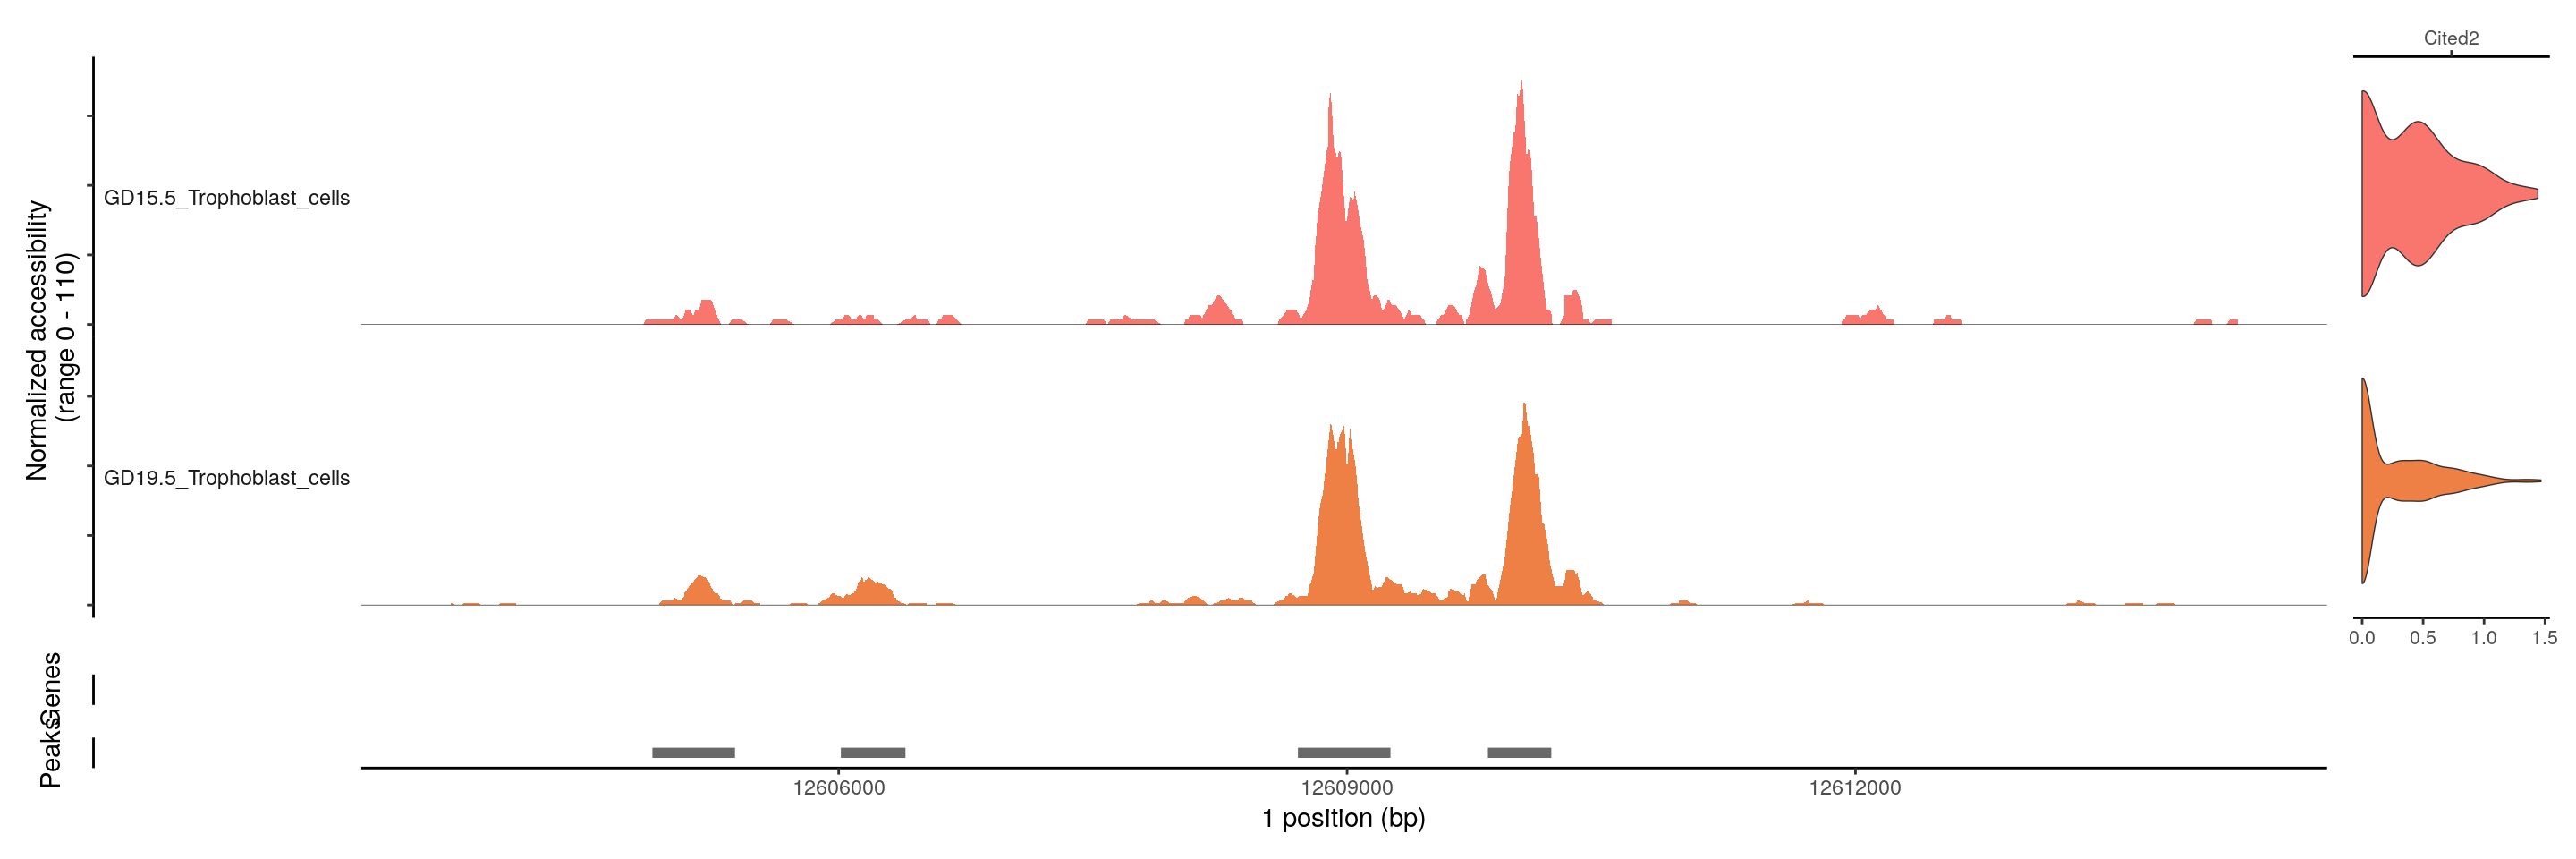 Cited2
Normalized accessibility
(range 0 - 110)
GD15.5_Trophoblast_cells
GD19.5_Trophoblast_cells
0.0 0.5 1.0 1.5
Genes
Peaks
12606000 12609000 12612000
1 position (bp)